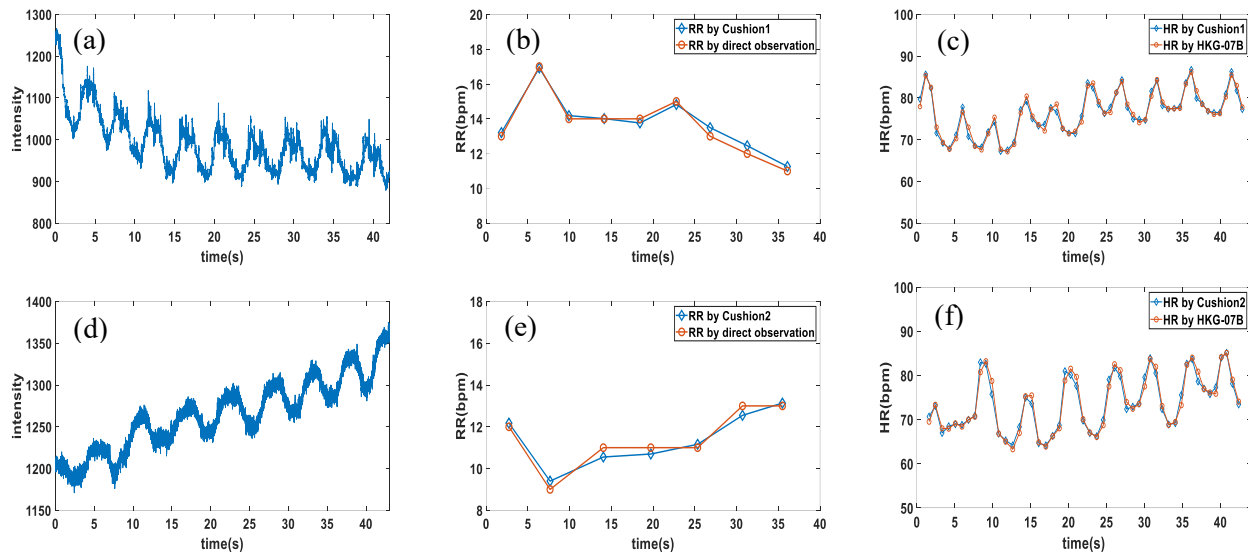 (a)
1300
1200
1100
1000
900
800
intensity
0 5 10 15 20 25 30 35 40
time(s)
(b)
RR by Cushion1
RR by direct observation
20
18
16
14
12
10
8
RR(bpm)
0 5 10 15 20 25 30 35 40
time(s)
(c)
HR by Cushion1
HR by HKG-07B
100
90
80
70
60
50
HR(bpm)
0 5 10 15 20 25 30 35 40
time(s)
(d)
1400
1350
1300
1250
1200
1150
intensity
0 5 10 15 20 25 30 35 40
time(s)
(e)
RR by Cushion2
RR by direct observation
18
16
14
12
10
8
6
RR(bpm)
0 5 10 15 20 25 30 35 40
time(s)
(f)
HR by Cushion2
HR by HKG-07B
100
90
80
70
60
50
HR(bpm)
0 5 10 15 20 25 30 35 40
time(s)